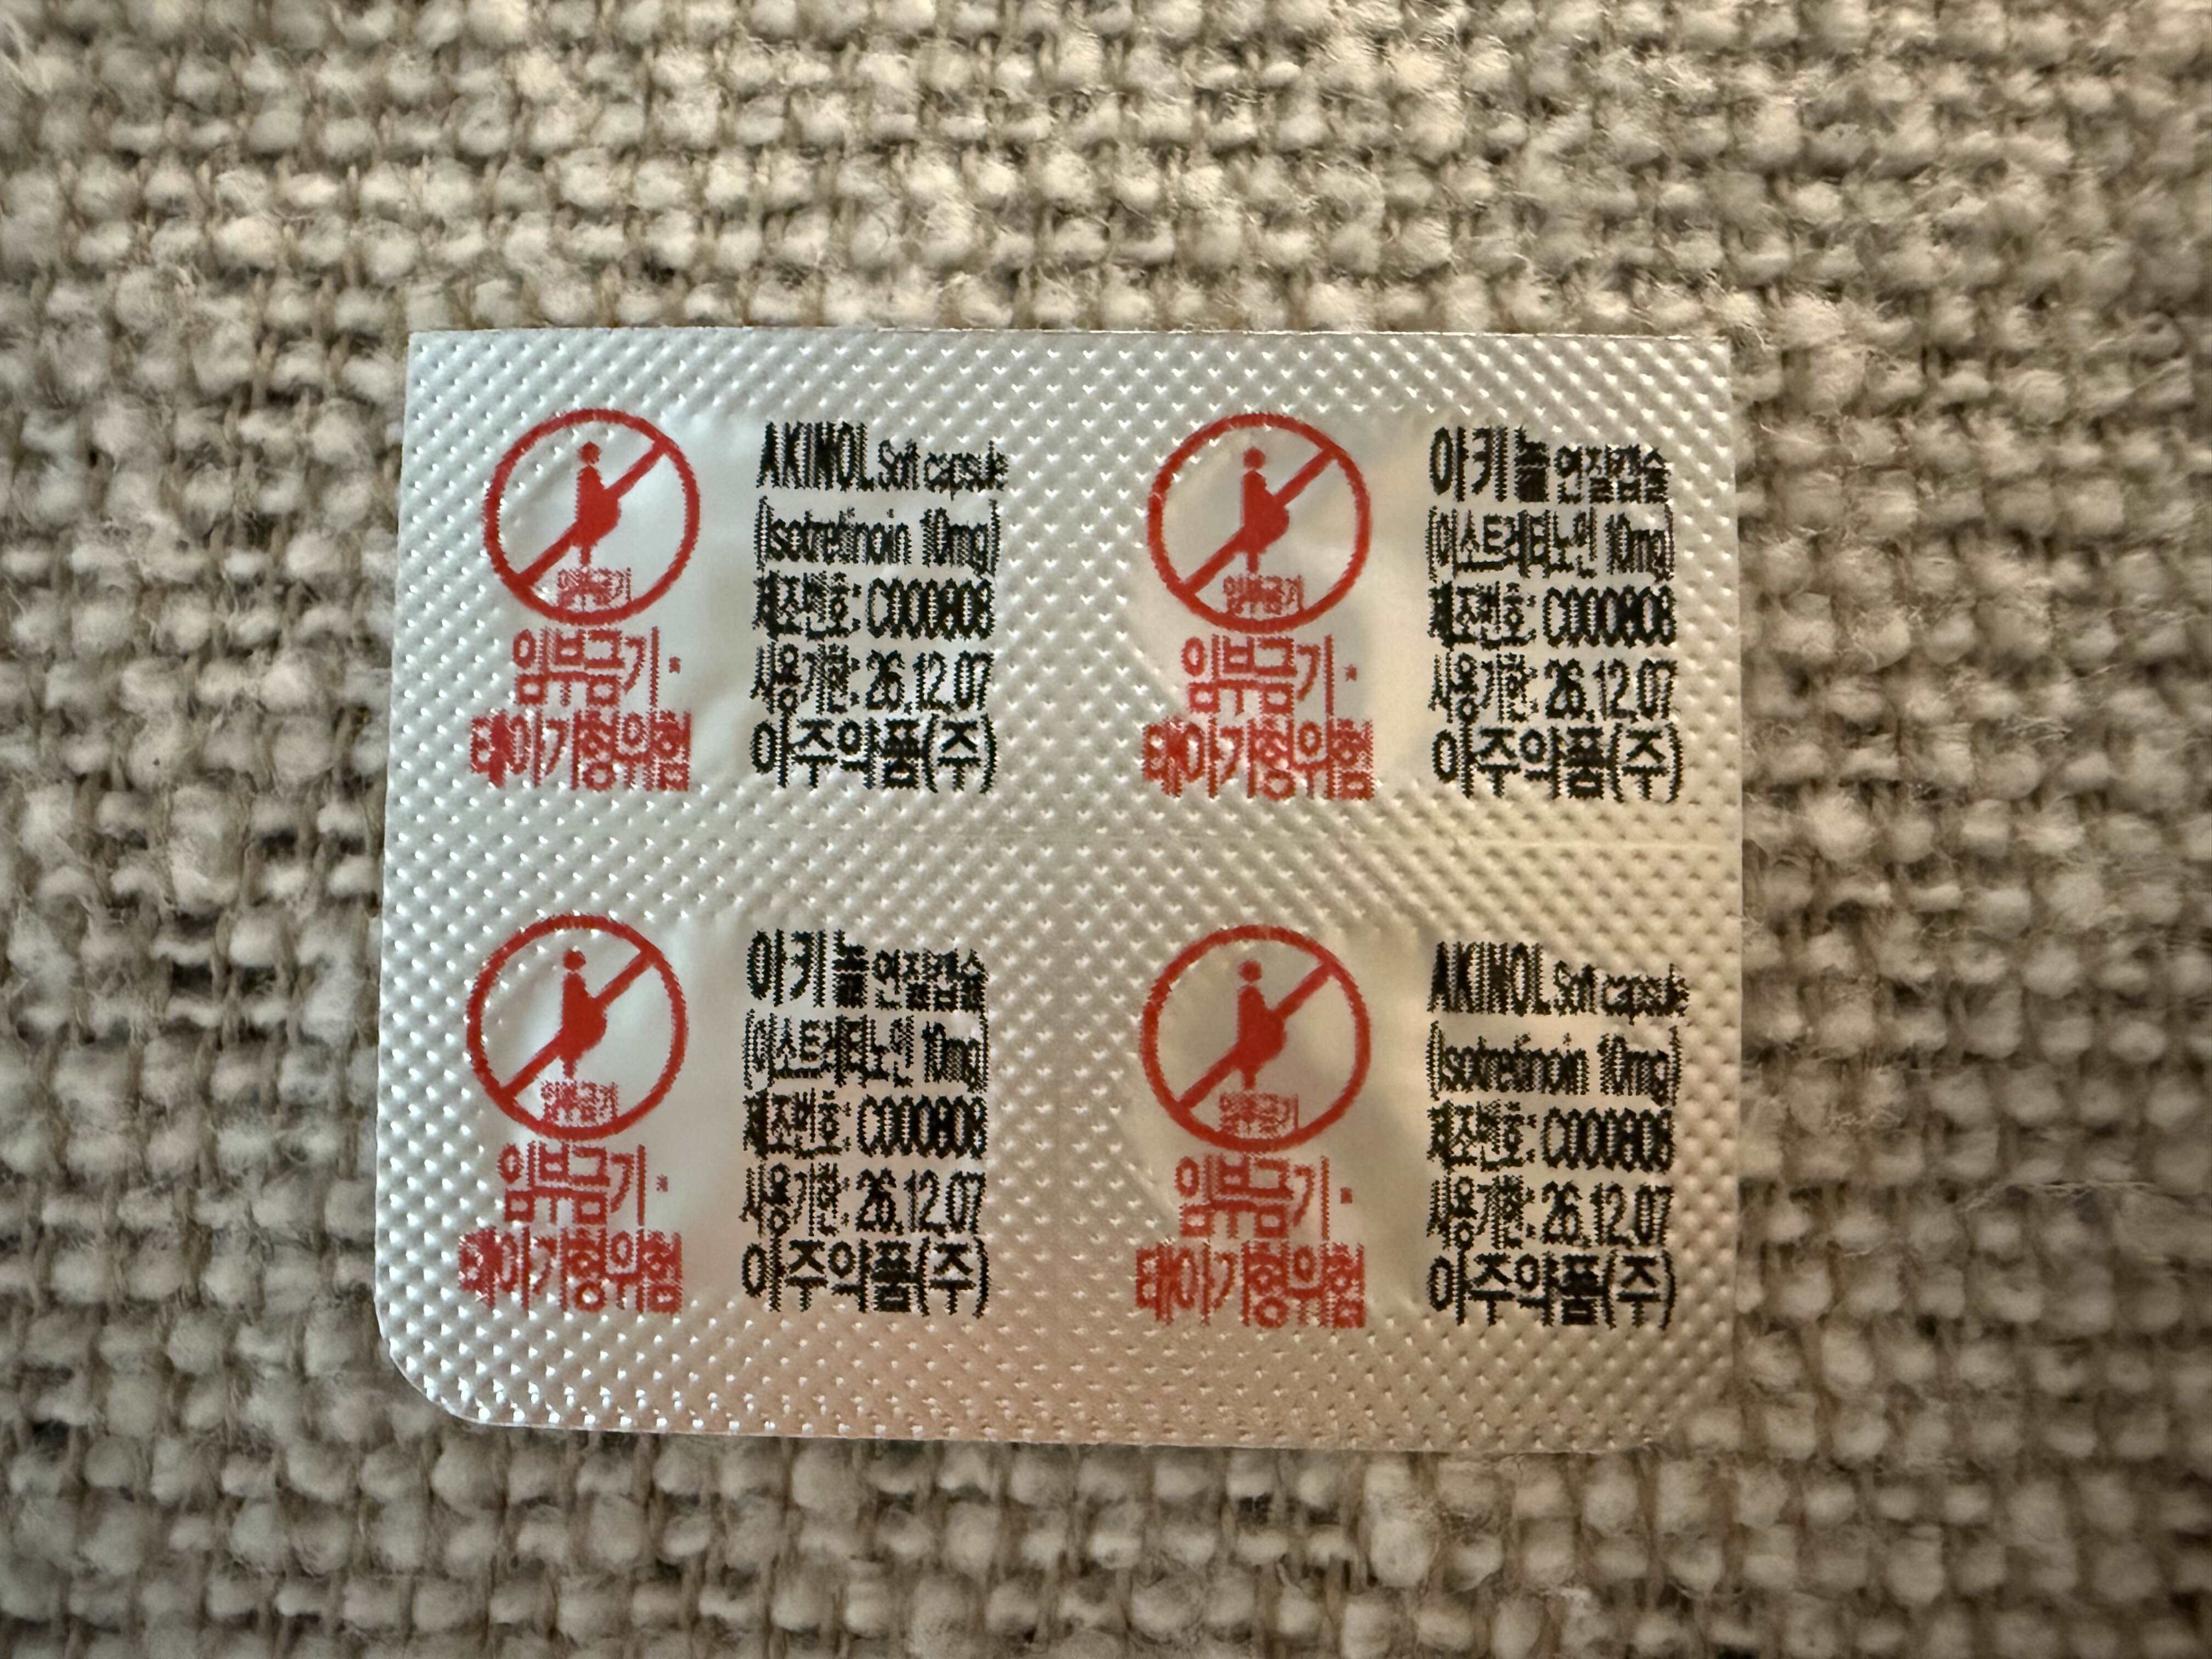 임부금기
임부금기·
태아기형위험
AKINOL Soft capsule
(Isotretinoin 10mg)
제조번호: C000808
사용기한: 26.12.07
아주약품(주)
임부금기
임부금기·
태아기형위험
아키놀 연질캡슐
(이소트레티노인 10mg)
제조번호: C000808
사용기한: 26.12.07
아주약품(주)
임부금기
임부금기·
태아기형위험
아키놀 연질캡슐
(이소트레티노인 10mg)
제조번호: C000808
사용기한: 26.12.07
아주약품(주)
임부금기
임부금기·
태아기형위험
AKINOL Soft capsule
(Isotretinoin 10mg)
제조번호: C000808
사용기한: 26.12.07
아주약품(주)